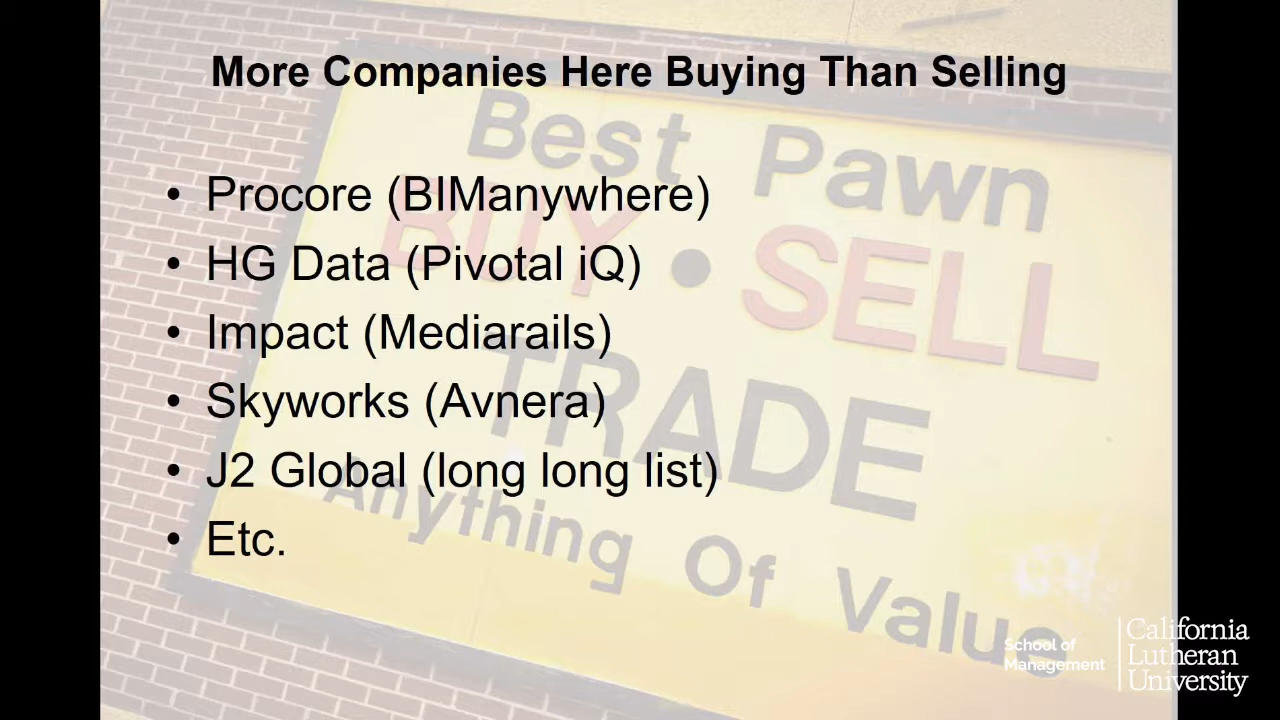 More Companies Here Buying Than Selling
• Procore (BIManywhere)
• HG Data (Pivotal iQ)
• Impact (Mediarails)
• Skyworks (Avnera)
• J2 Global (long long list)
• Etc.
Best Pawn
BUY • SELL
TRADE
Anything Of Value
School of
Management
California
Lutheran
University